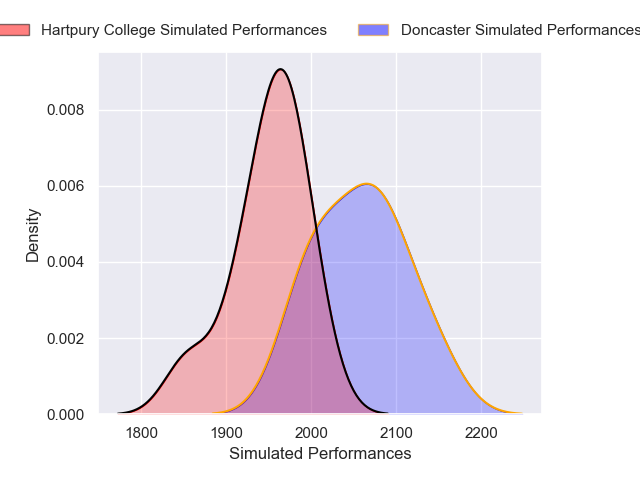 Hartpury College Simulated Performances Doncaster Simulated Performances
0.008
0.006
0.004
0.002
0.000
Density
1800 1900 2000 2100 2200
Simulated Performances